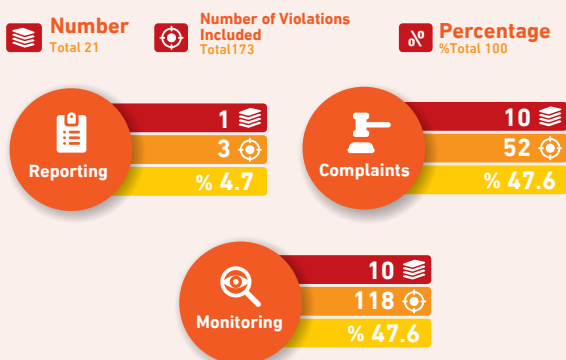 Number
Total 21
Number of Violations
Included
Total173
Percentage
%Total 100
Reporting
1
3
% 4.7
Complaints
10
52
% 47.6
Monitoring
10
118
% 47.6